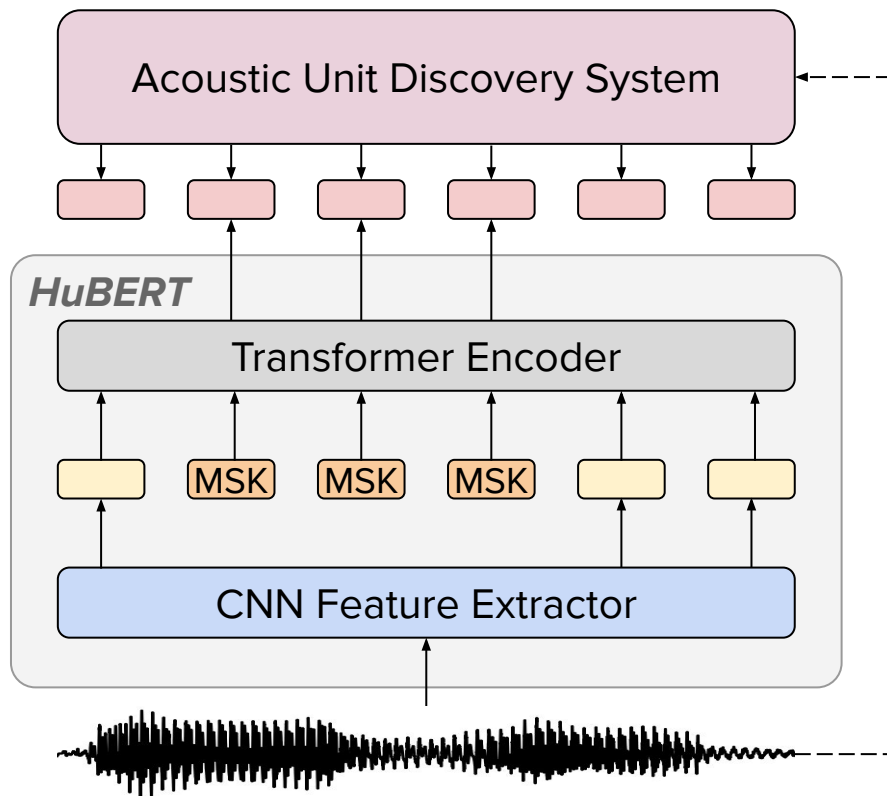 Acoustic Unit Discovery System
HuBERT
Transformer Encoder
MSK MSK MSK
CNN Feature Extractor